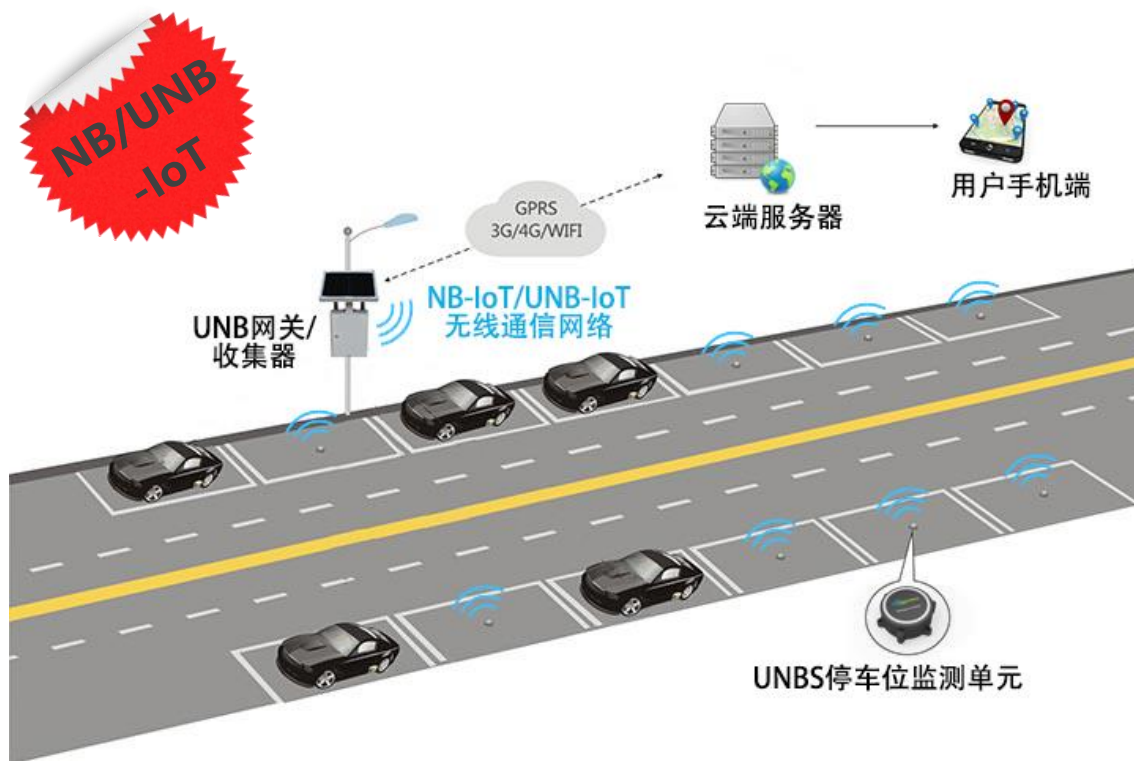 NB/UNB
-IoT
GPRS
3G/4G/WIFI
云端服务器
用户手机端
UNB网关/
收集器
NB-IoT/UNB-IoT
无线通信网络
UNBS停车位监测单元